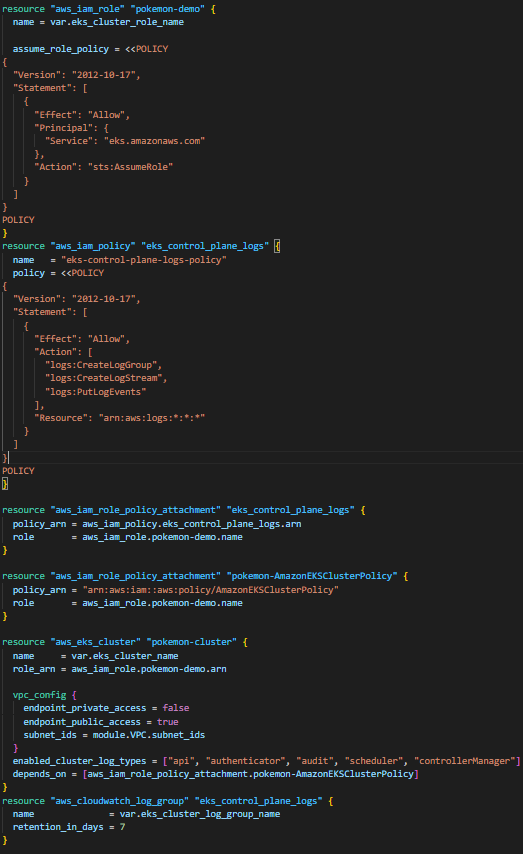 resource "aws_iam_role" "pokemon-demo" {
  name = var.eks_cluster_role_name

  assume_role_policy = <<POLICY
{
  "Version": "2012-10-17",
  "Statement": [
    {
      "Effect": "Allow",
      "Principal": {
        "Service": "eks.amazonaws.com"
      },
      "Action": "sts:AssumeRole"
    }
  ]
}
POLICY
}
resource "aws_iam_policy" "eks_control_plane_logs" {
  name   = "eks-control-plane-logs-policy"
  policy = <<POLICY
{
  "Version": "2012-10-17",
  "Statement": [
    {
      "Effect": "Allow",
      "Action": [
        "logs:CreateLogGroup",
        "logs:CreateLogStream",
        "logs:PutLogEvents"
      ],
      "Resource": "arn:aws:logs:*:*:*"
    }
  ]
}
POLICY
}

resource "aws_iam_role_policy_attachment" "eks_control_plane_logs" {
  policy_arn = aws_iam_policy.eks_control_plane_logs.arn
  role       = aws_iam_role.pokemon-demo.name
}

resource "aws_iam_role_policy_attachment" "pokemon-AmazonEKSClusterPolicy" {
  policy_arn = "arn:aws:iam::aws:policy/AmazonEKSClusterPolicy"
  role       = aws_iam_role.pokemon-demo.name
}

resource "aws_eks_cluster" "pokemon-cluster" {
  name     = var.eks_cluster_name
  role_arn = aws_iam_role.pokemon-demo.arn

  vpc_config {
    endpoint_private_access = false
    endpoint_public_access = true
    subnet_ids = module.VPC.subnet_ids
  }
  enabled_cluster_log_types = ["api", "authenticator", "audit", "scheduler", "controllerManager"]
  depends_on = [aws_iam_role_policy_attachment.pokemon-AmazonEKSClusterPolicy]
}
resource "aws_cloudwatch_log_group" "eks_control_plane_logs" {
  name              = var.eks_cluster_log_group_name
  retention_in_days = 7
}